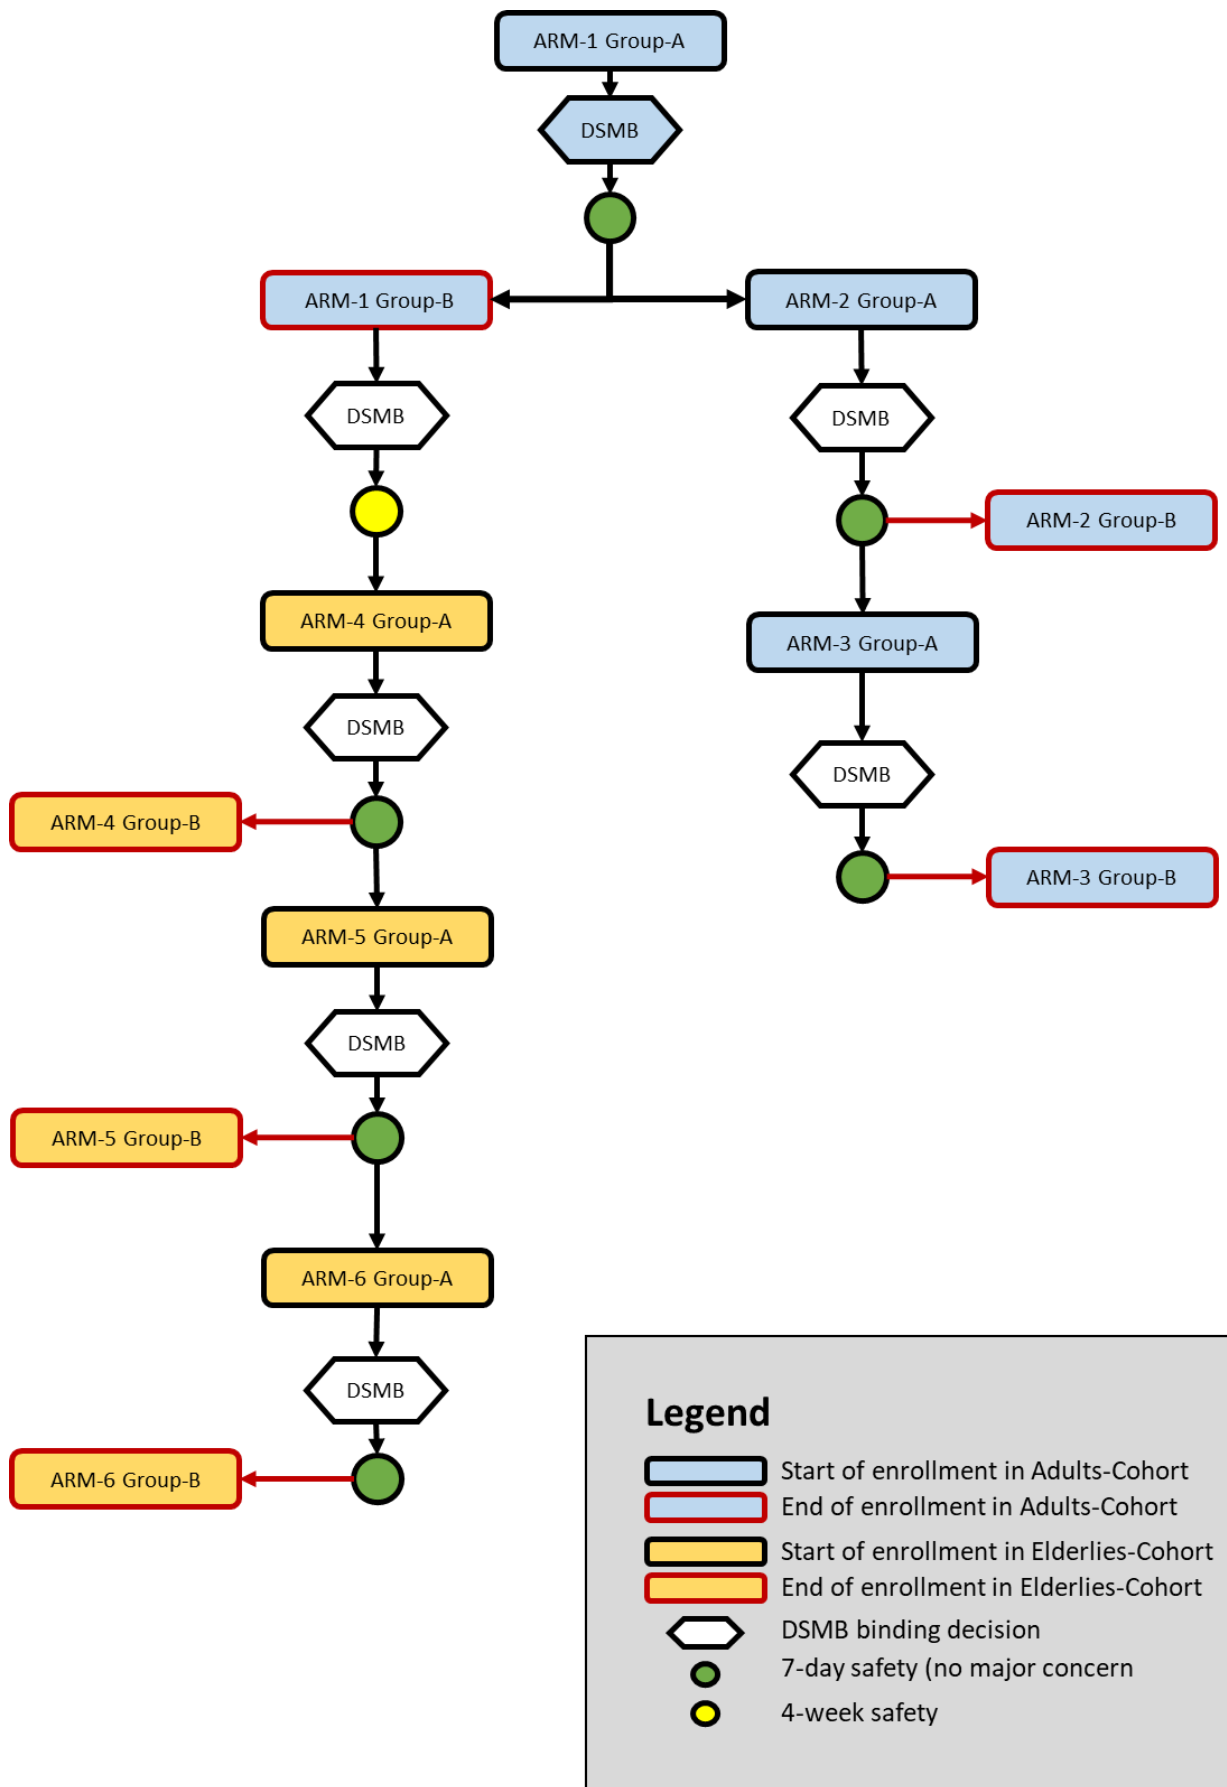 ARM-1 Group-A
DSMB
ARM-1 Group-B
ARM-2 Group-A
DSMB
DSMB
ARM-2 Group-B
ARM-4 Group-A
ARM-3 Group-A
DSMB
DSMB
ARM-4 Group-B
ARM-3 Group-B
ARM-5 Group-A
DSMB
ARM-5 Group-B
ARM-6 Group-A
DSMB
ARM-6 Group-B
Legend
Start of enrollment in Adults-Cohort
End of enrollment in Adults-Cohort
Start of enrollment in Elderlies-Cohort
End of enrollment in Elderlies-Cohort
DSMB binding decision
7-day safety (no major concern
4-week safety